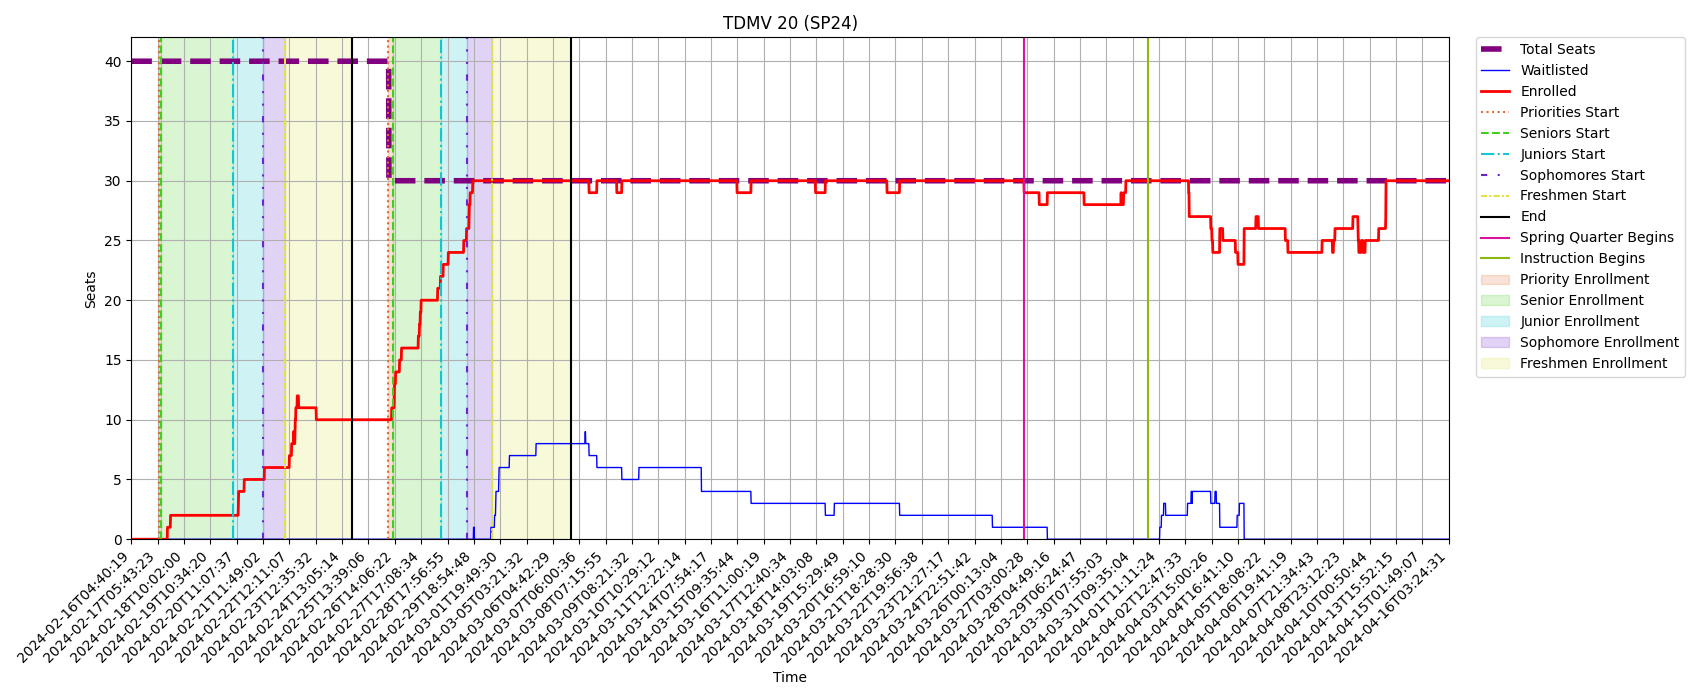 TDMV 20 (SP24)
Seats
40
35
30
25
20
15
10
5
0
2024-02-16T04:40:19
2024-02-17T05:43:23
2024-02-18T10:02:00
2024-02-19T10:34:20
2024-02-20T11:07:37
2024-02-21T11:49:02
2024-02-22T12:11:07
2024-02-23T12:35:32
2024-02-24T13:05:14
2024-02-25T13:39:06
2024-02-26T14:06:22
2024-02-27T17:08:34
2024-02-28T17:56:55
2024-02-29T18:54:48
2024-03-01T19:49:30
2024-03-05T03:21:32
2024-03-06T04:42:29
2024-03-07T06:00:36
2024-03-08T07:15:55
2024-03-09T08:21:32
2024-03-10T10:29:12
2024-03-11T12:22:14
2024-03-14T07:54:17
2024-03-15T09:35:44
2024-03-16T11:00:19
2024-03-17T12:40:34
2024-03-18T14:03:08
2024-03-19T15:29:49
2024-03-20T16:59:10
2024-03-21T18:28:30
2024-03-22T19:56:38
2024-03-23T21:27:17
2024-03-24T22:51:42
2024-03-26T00:13:04
2024-03-27T03:00:28
2024-03-28T04:49:16
2024-03-29T06:24:47
2024-03-30T07:55:03
2024-03-31T09:35:04
2024-04-01T11:11:24
2024-04-02T12:47:33
2024-04-03T15:00:26
2024-04-04T16:41:10
2024-04-05T18:08:22
2024-04-06T19:41:19
2024-04-07T21:34:43
2024-04-08T23:12:23
2024-04-10T00:50:44
2024-04-13T15:52:15
2024-04-15T01:49:07
2024-04-16T03:24:31
Time
Total Seats
Waitlisted
Enrolled
Priorities Start
Seniors Start
Juniors Start
Sophomores Start
Freshmen Start
End
Spring Quarter Begins
Instruction Begins
Priority Enrollment
Senior Enrollment
Junior Enrollment
Sophomore Enrollment
Freshmen Enrollment